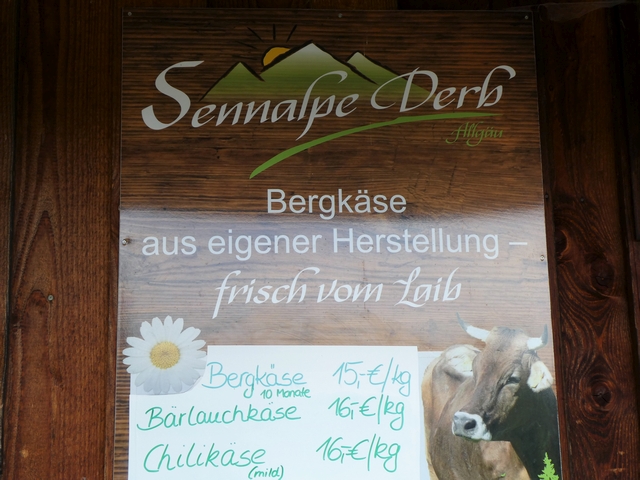 Sennalpe Derb
Allgäu
Bergkäse
aus eigener Herstellung –
frisch vom Laib
Bergkäse 15,-€/kg
10 Monate
Bärlauchkäse 16,-€/kg
Chilikäse 16,-€/kg
(mild)